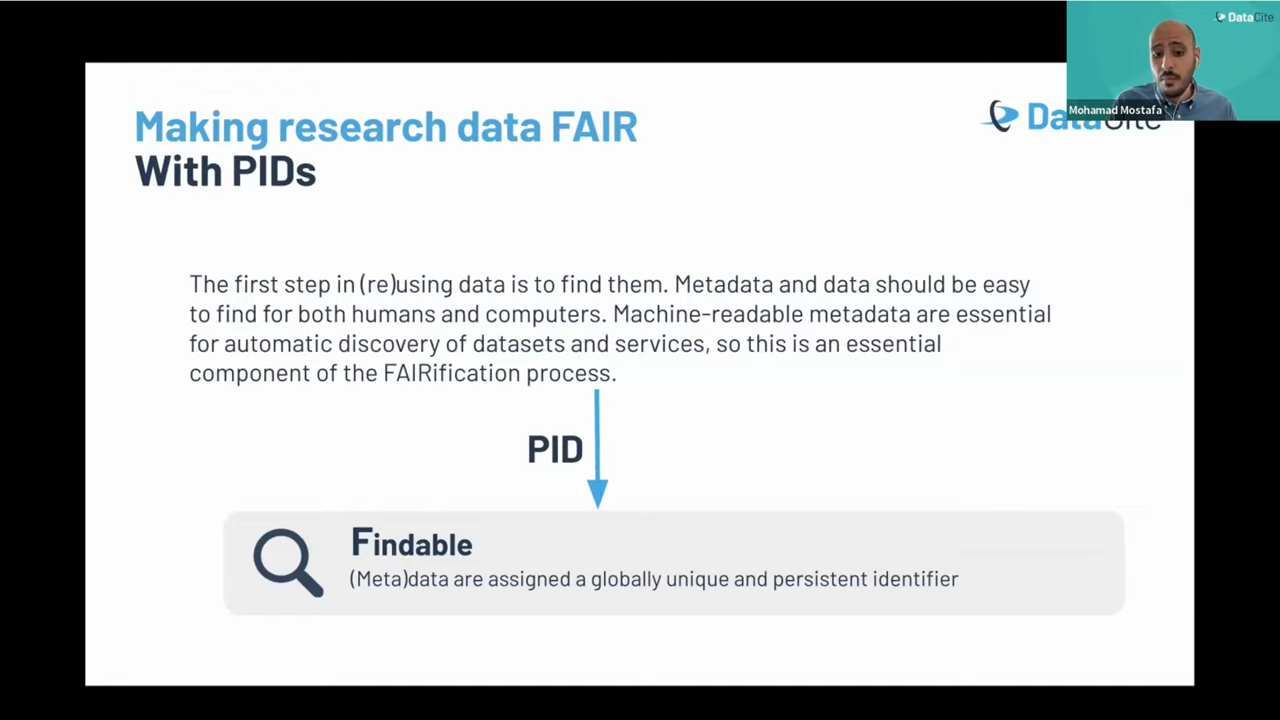 DataCite
Mohamad Mostafa
Making research data FAIR
DataCite
With PIDs
The first step in (re)using data is to find them. Metadata and data should be easy
to find for both humans and computers. Machine-readable metadata are essential
for automatic discovery of datasets and services, so this is an essential
component of the FAIRification process.
PID
Findable
(Meta)data are assigned a globally unique and persistent identifier